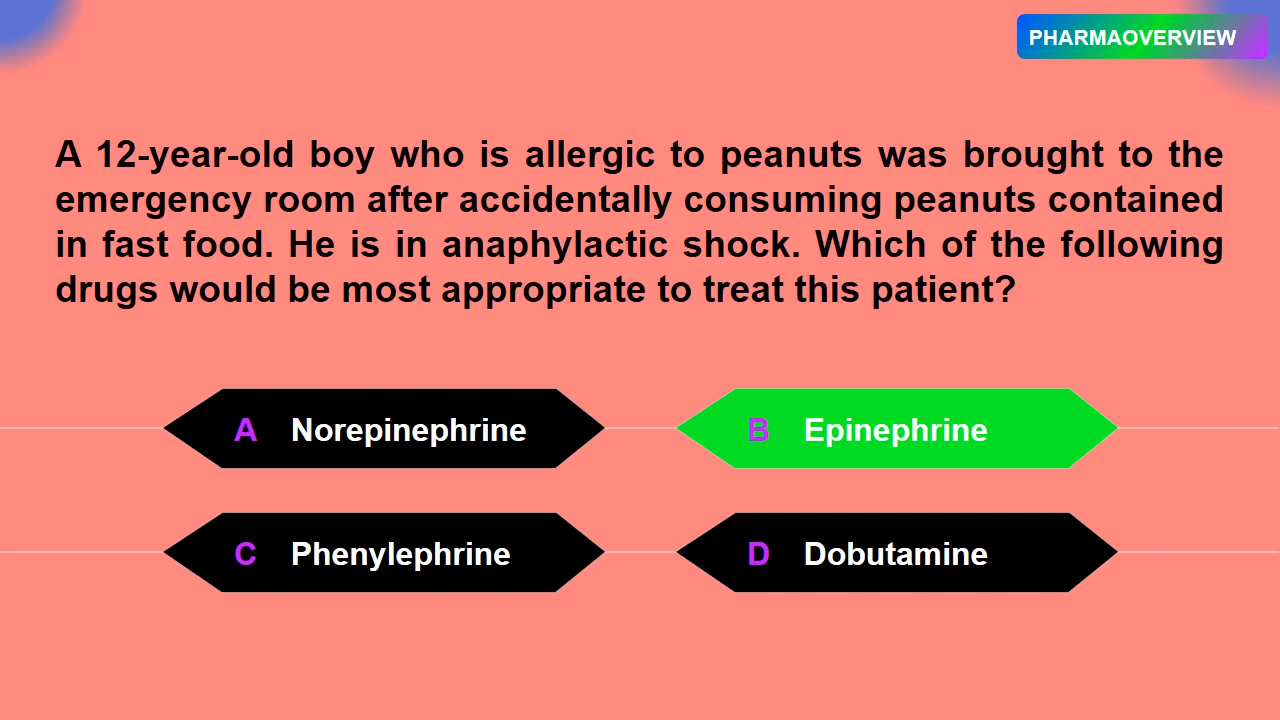 PHARMAOVERVIEW
A 12-year-old boy who is allergic to peanuts was brought to the
emergency room after accidentally consuming peanuts contained
in fast food. He is in anaphylactic shock. Which of the following
drugs would be most appropriate to treat this patient?
A Norepinephrine
B Epinephrine
C Phenylephrine
D Dobutamine